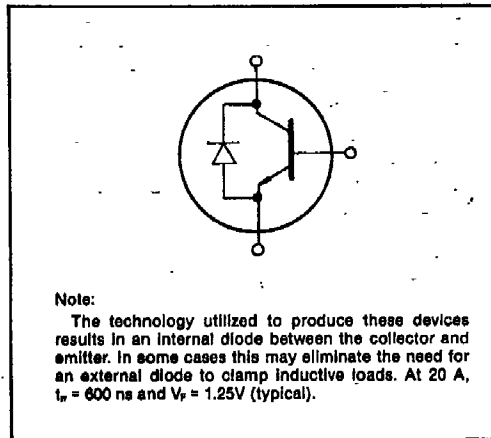 Note:
The technology utilized to produce these devices
results in an internal diode between the collector and
emitter. In some cases this may eliminate the need for
an external diode to clamp inductive loads. At 20 A,
tᵣᵣ = 600 ns and V_F = 1.25V (typical).